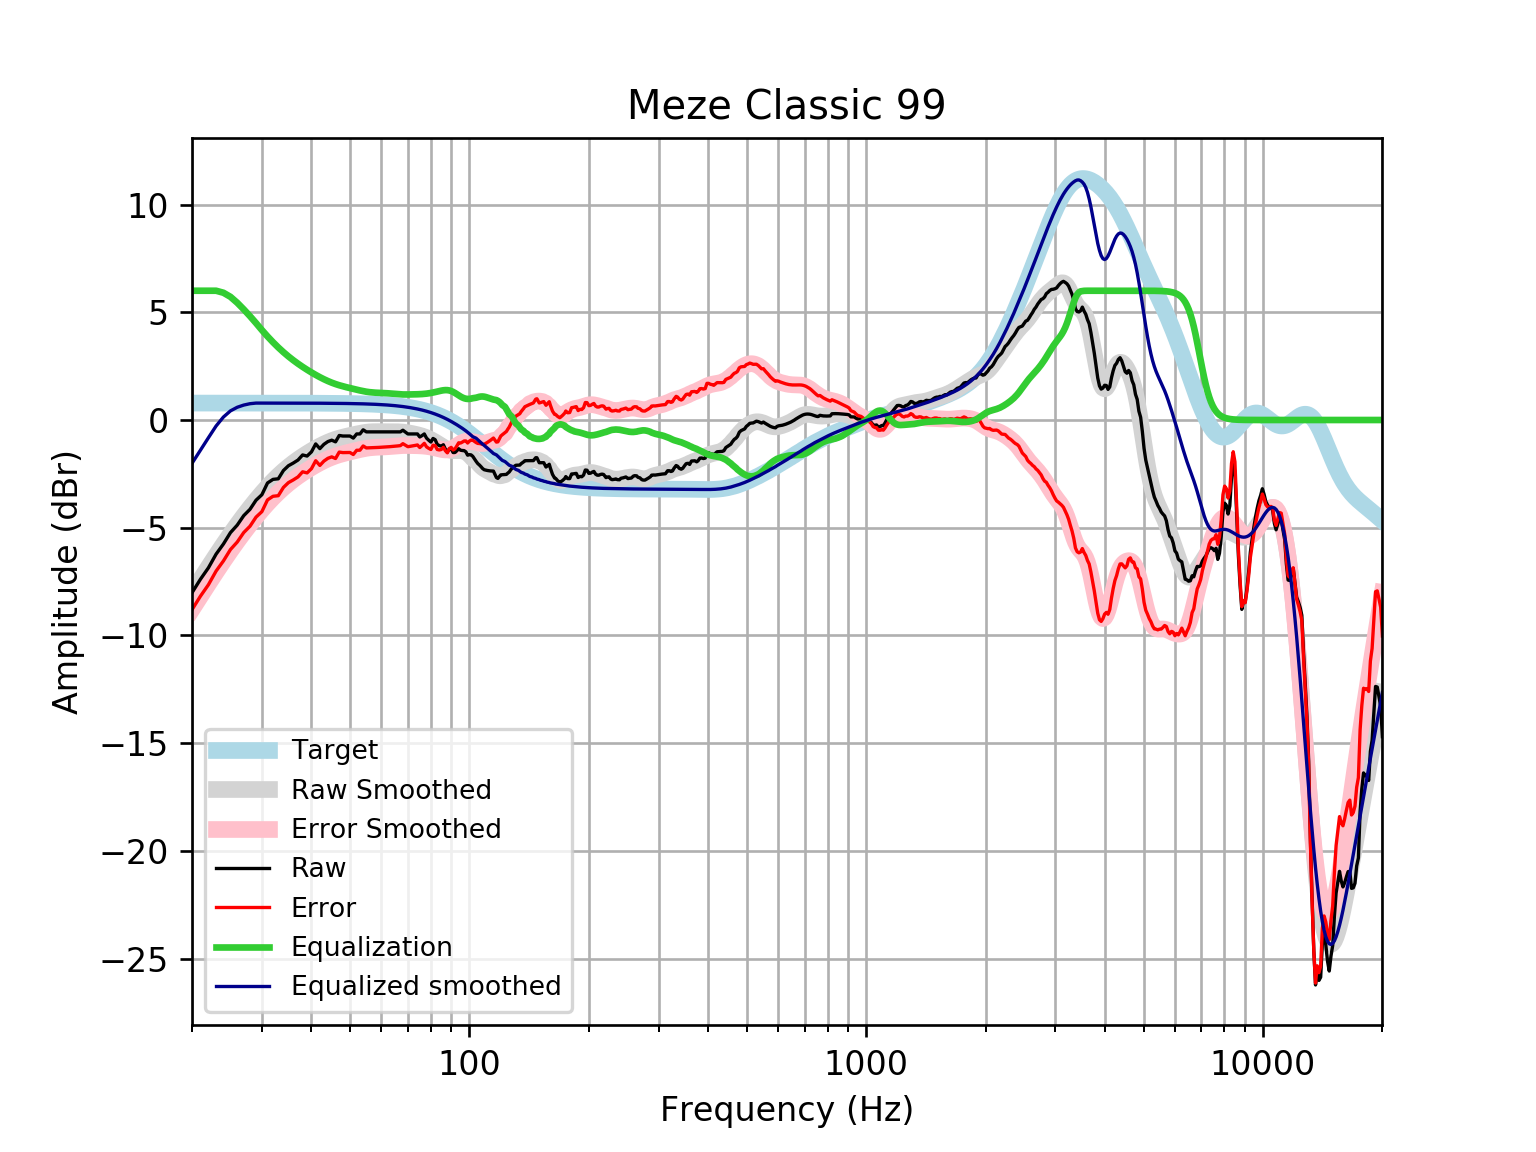 Meze Classic 99
Amplitude (dBr)
10
5
0
−5
−10
−15
−20
−25
Target
Raw Smoothed
Error Smoothed
Raw
Error
Equalization
Equalized smoothed
100 1000 10000
Frequency (Hz)